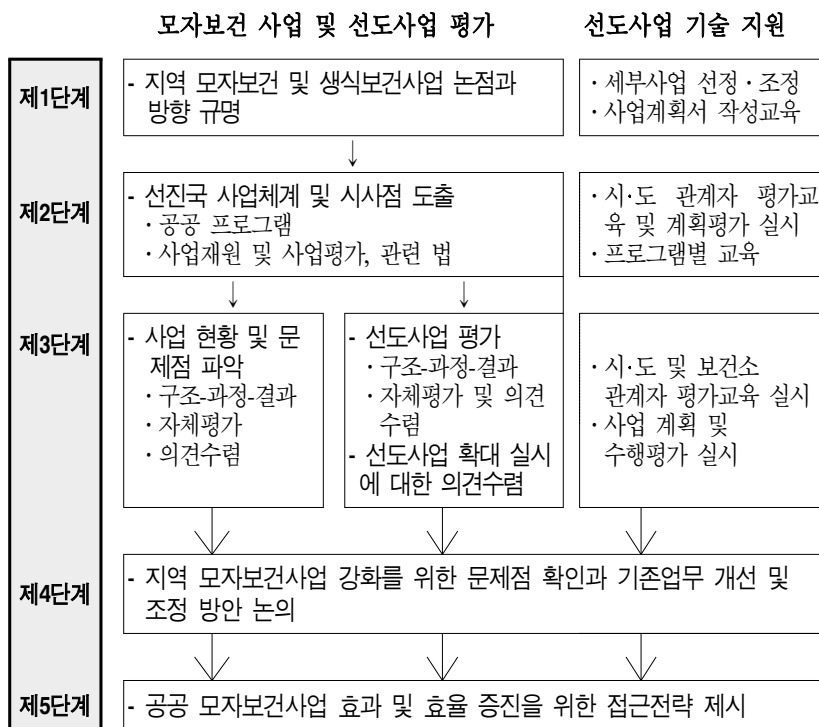 모자보건 사업 및 선도사업 평가
선도사업 기술 지원
제1단계
- 지역 모자보건 및 생식보건사업 논점과
방향 규명
· 세부사업 선정 · 조정
· 사업계획서 작성교육
제2단계
- 선진국 사업체계 및 시사점 도출
· 공공 프로그램
· 사업재원 및 사업평가, 관련 법
· 시·도 관계자 평가교
육 및 계획평가 실시
· 프로그램별 교육
제3단계
- 사업 현황 및 문
제점 파악
· 구조-과정-결과
· 자체평가
· 의견수렴
- 선도사업 평가
· 구조-과정-결과
· 자체평가 및 의견
수렴
- 선도사업 확대 실시
에 대한 의견수렴
· 시·도 및 보건소
관계자 평가교육 실시
· 사업 계획 및
수행평가 실시
제4단계
- 지역 모자보건사업 강화를 위한 문제점 확인과 기존업무 개선 및
조정 방안 논의
제5단계
- 공공 모자보건사업 효과 및 효율 증진을 위한 접근전략 제시